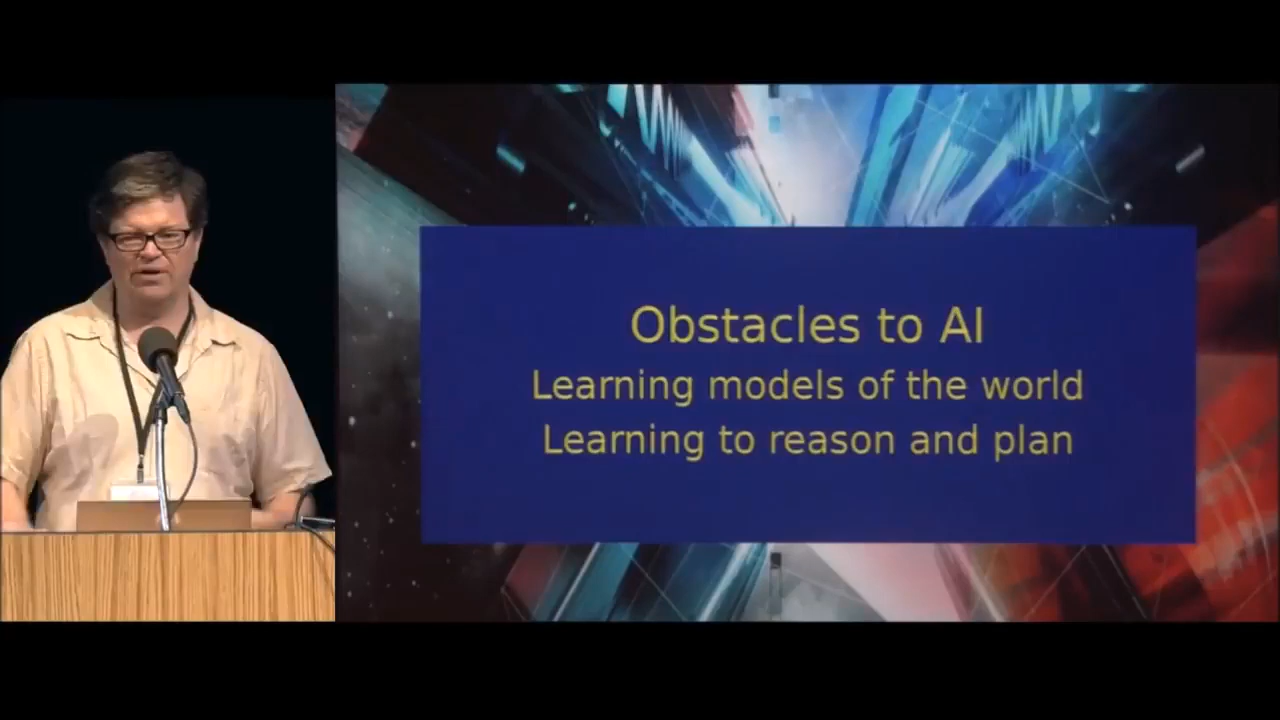 Obstacles to AI
Learning models of the world
Learning to reason and plan